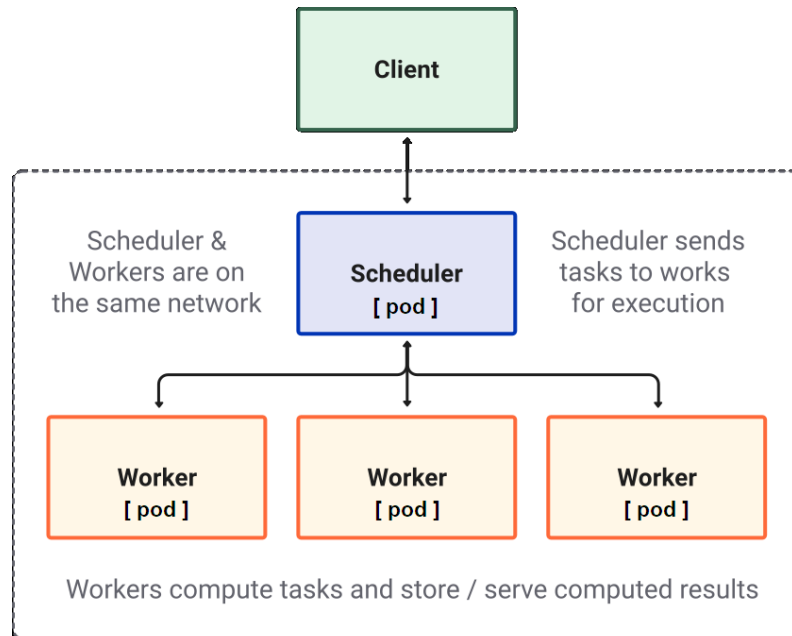 Client
Scheduler &
Workers are on
the same network
Scheduler
[ pod ]
Scheduler sends
tasks to works
for execution
Worker
[ pod ]
Worker
[ pod ]
Worker
[ pod ]
Workers compute tasks and store / serve computed results